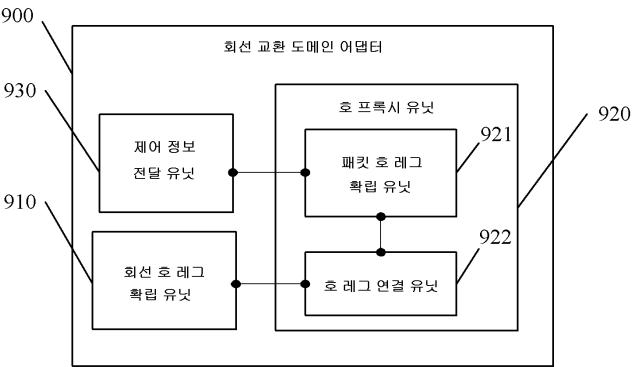 900
회선 교환 도메인 어댑터
930
호 프록시 유닛
920
제어 정보
전달 유닛
921
패킷 호 레그
확립 유닛
910
922
회선 호 레그
확립 유닛
호 레그 연결 유닛